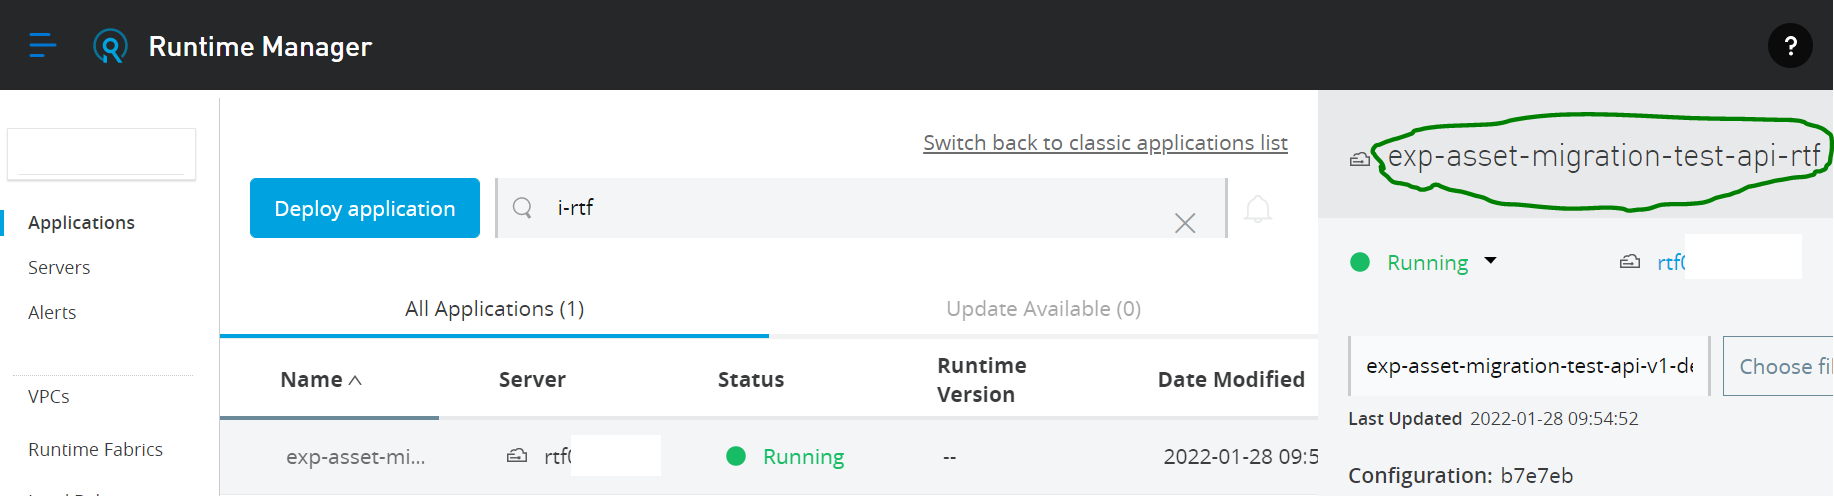 Runtime Manager
?
Switch back to classic applications list
exp-asset-migration-test-api-rtf
Deploy application
i-rtf
Applications
Servers
Alerts
VPCs
Runtime Fabrics
All Applications (1)
Update Available (0)
Name
Server
Status
Runtime Version
Date Modified
exp-asset-mi...
rtf
Running
--
2022-01-28 09:5
Running
rtf
exp-asset-migration-test-api-v1-de
Choose fil
Last Updated 2022-01-28 09:54:52
Configuration: b7e7eb